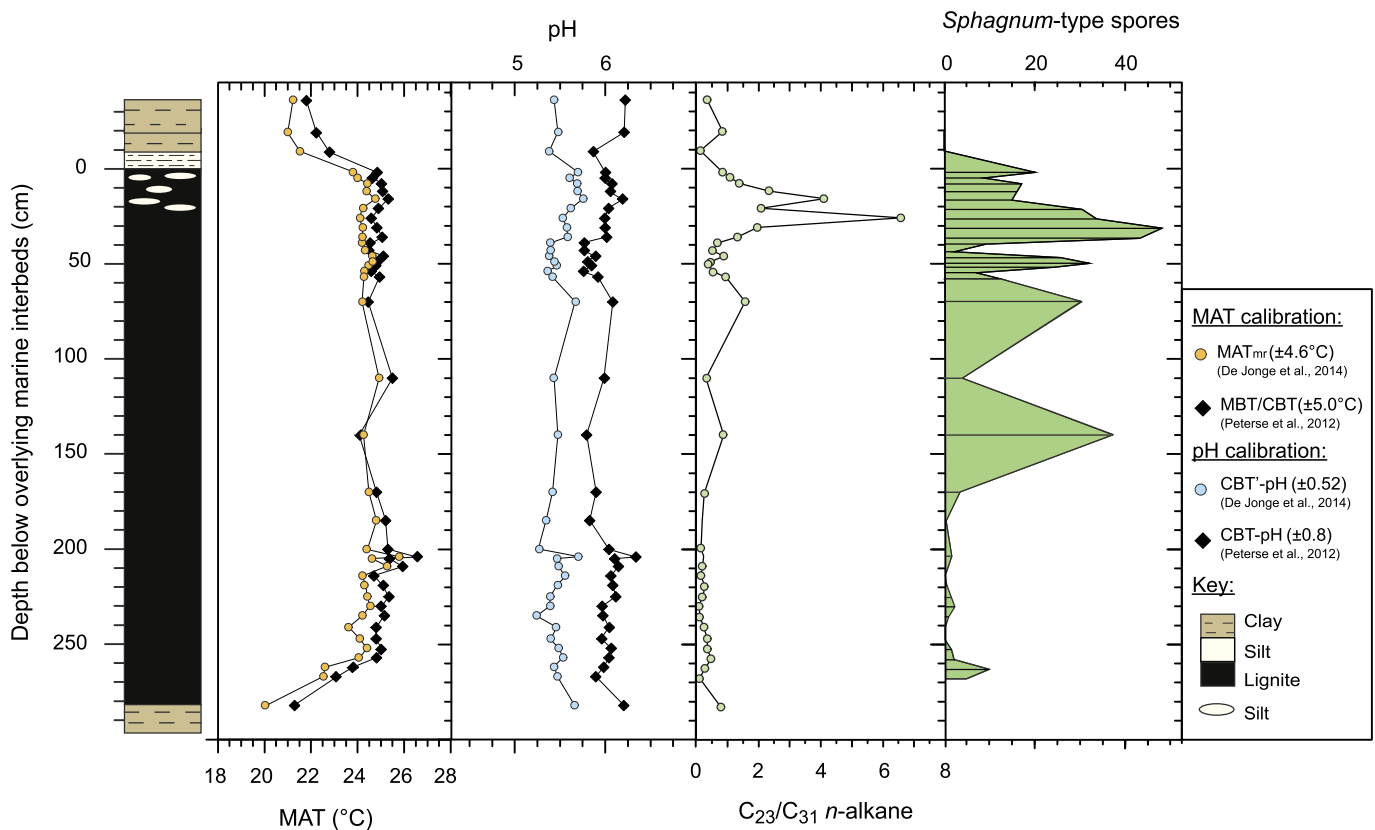 Sphagnum-type spores
pH
5 6
0 20 40
Depth below overlying marine interbeds (cm)
0
50
100
150
200
250
18 20 22 24 26 28
0 2 4 6 8
MAT (°C)
C23/C31 n-alkane
MAT calibration:
MATmr (±4.6°C)
(De Jonge et al., 2014)
MBT/CBT(±5.0°C)
(Peterse et al., 2012)
pH calibration:
CBT'-pH (±0.52)
(De Jonge et al., 2014)
CBT-pH (±0.8)
(Peterse et al., 2012)
Key:
Clay
Silt
Lignite
Silt